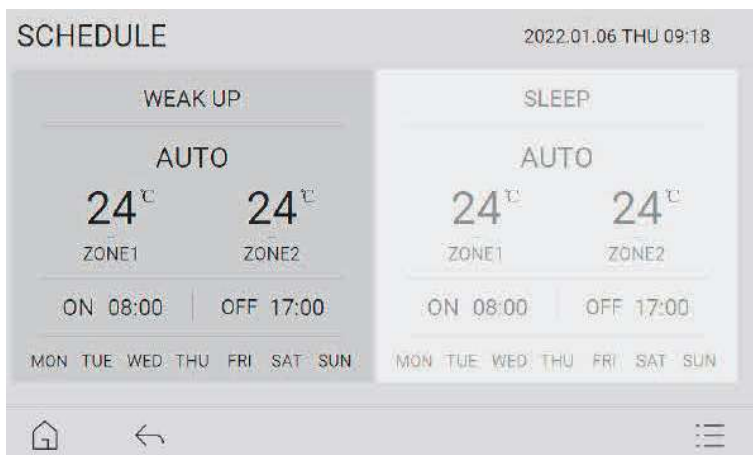 SCHEDULE
2022.01.06 THU 09:18
WEAK UP
AUTO
24℃ 24℃
ZONE1 ZONE2
ON 08:00 OFF 17:00
MON TUE WED THU FRI SAT SUN
SLEEP
AUTO
24℃ 24℃
ZONE1 ZONE2
ON 08:00 OFF 17:00
MON TUE WED THU FRI SAT SUN